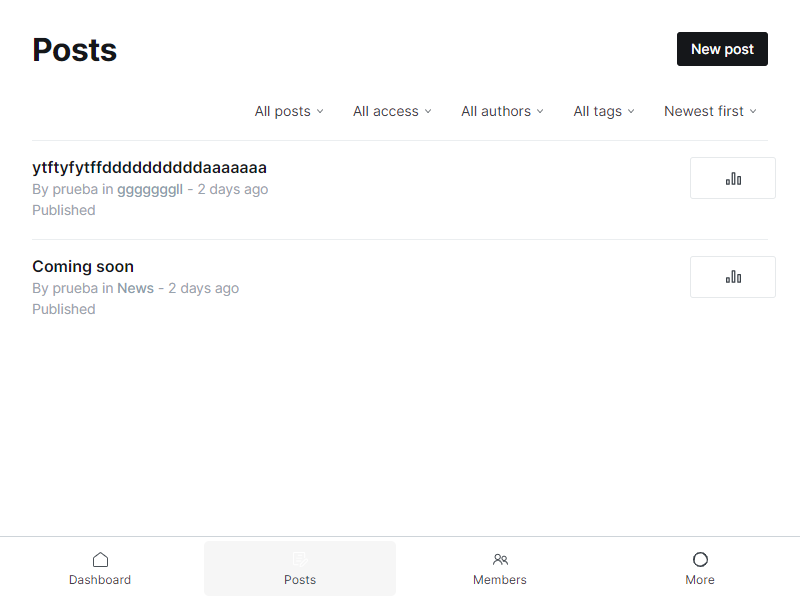 Posts
New post
All posts
All access
All authors
All tags
Newest first
ytftyfytffddddddddddaaaaaaa
By prueba in gggggggll - 2 days ago
Published
Coming soon
By prueba in News - 2 days ago
Published
Dashboard
Posts
Members
More